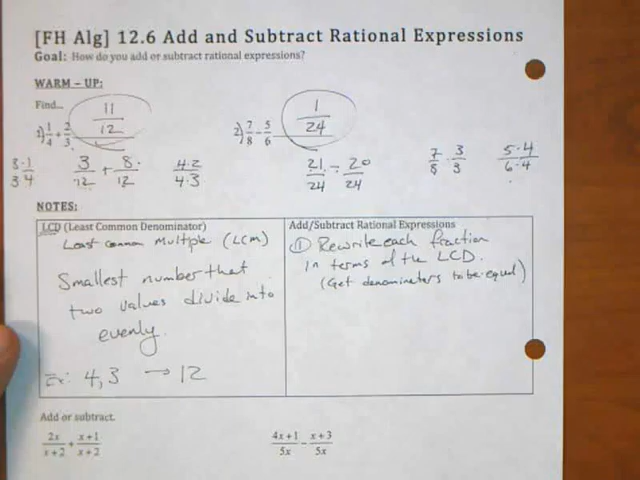 [FH Alg] 12.6 Add and Subtract Rational Expressions
Goal: How do you add or subtract rational expressions?
WARM – UP:
Find...
1) 1/4 + 2/3 11/12
2) 7/8 - 5/6 1/24
3·1/3·4 3/12 + 8/12 4·2/4·3
21/24 - 20/24 7/8 · 3/3 5·4/6·4
NOTES:
LCD (Least Common Denominator)
Least common Multiple (LCM)
Smallest number that
two values divide into
evenly.
Ex: 4, 3 → 12
Add/Subtract Rational Expressions
① Rewrite each fraction
in terms of the LCD.
(Get denominators to be equal)
Add or subtract.
2x/x+2 + x+1/x+2
4x+1/5x - x+3/5x